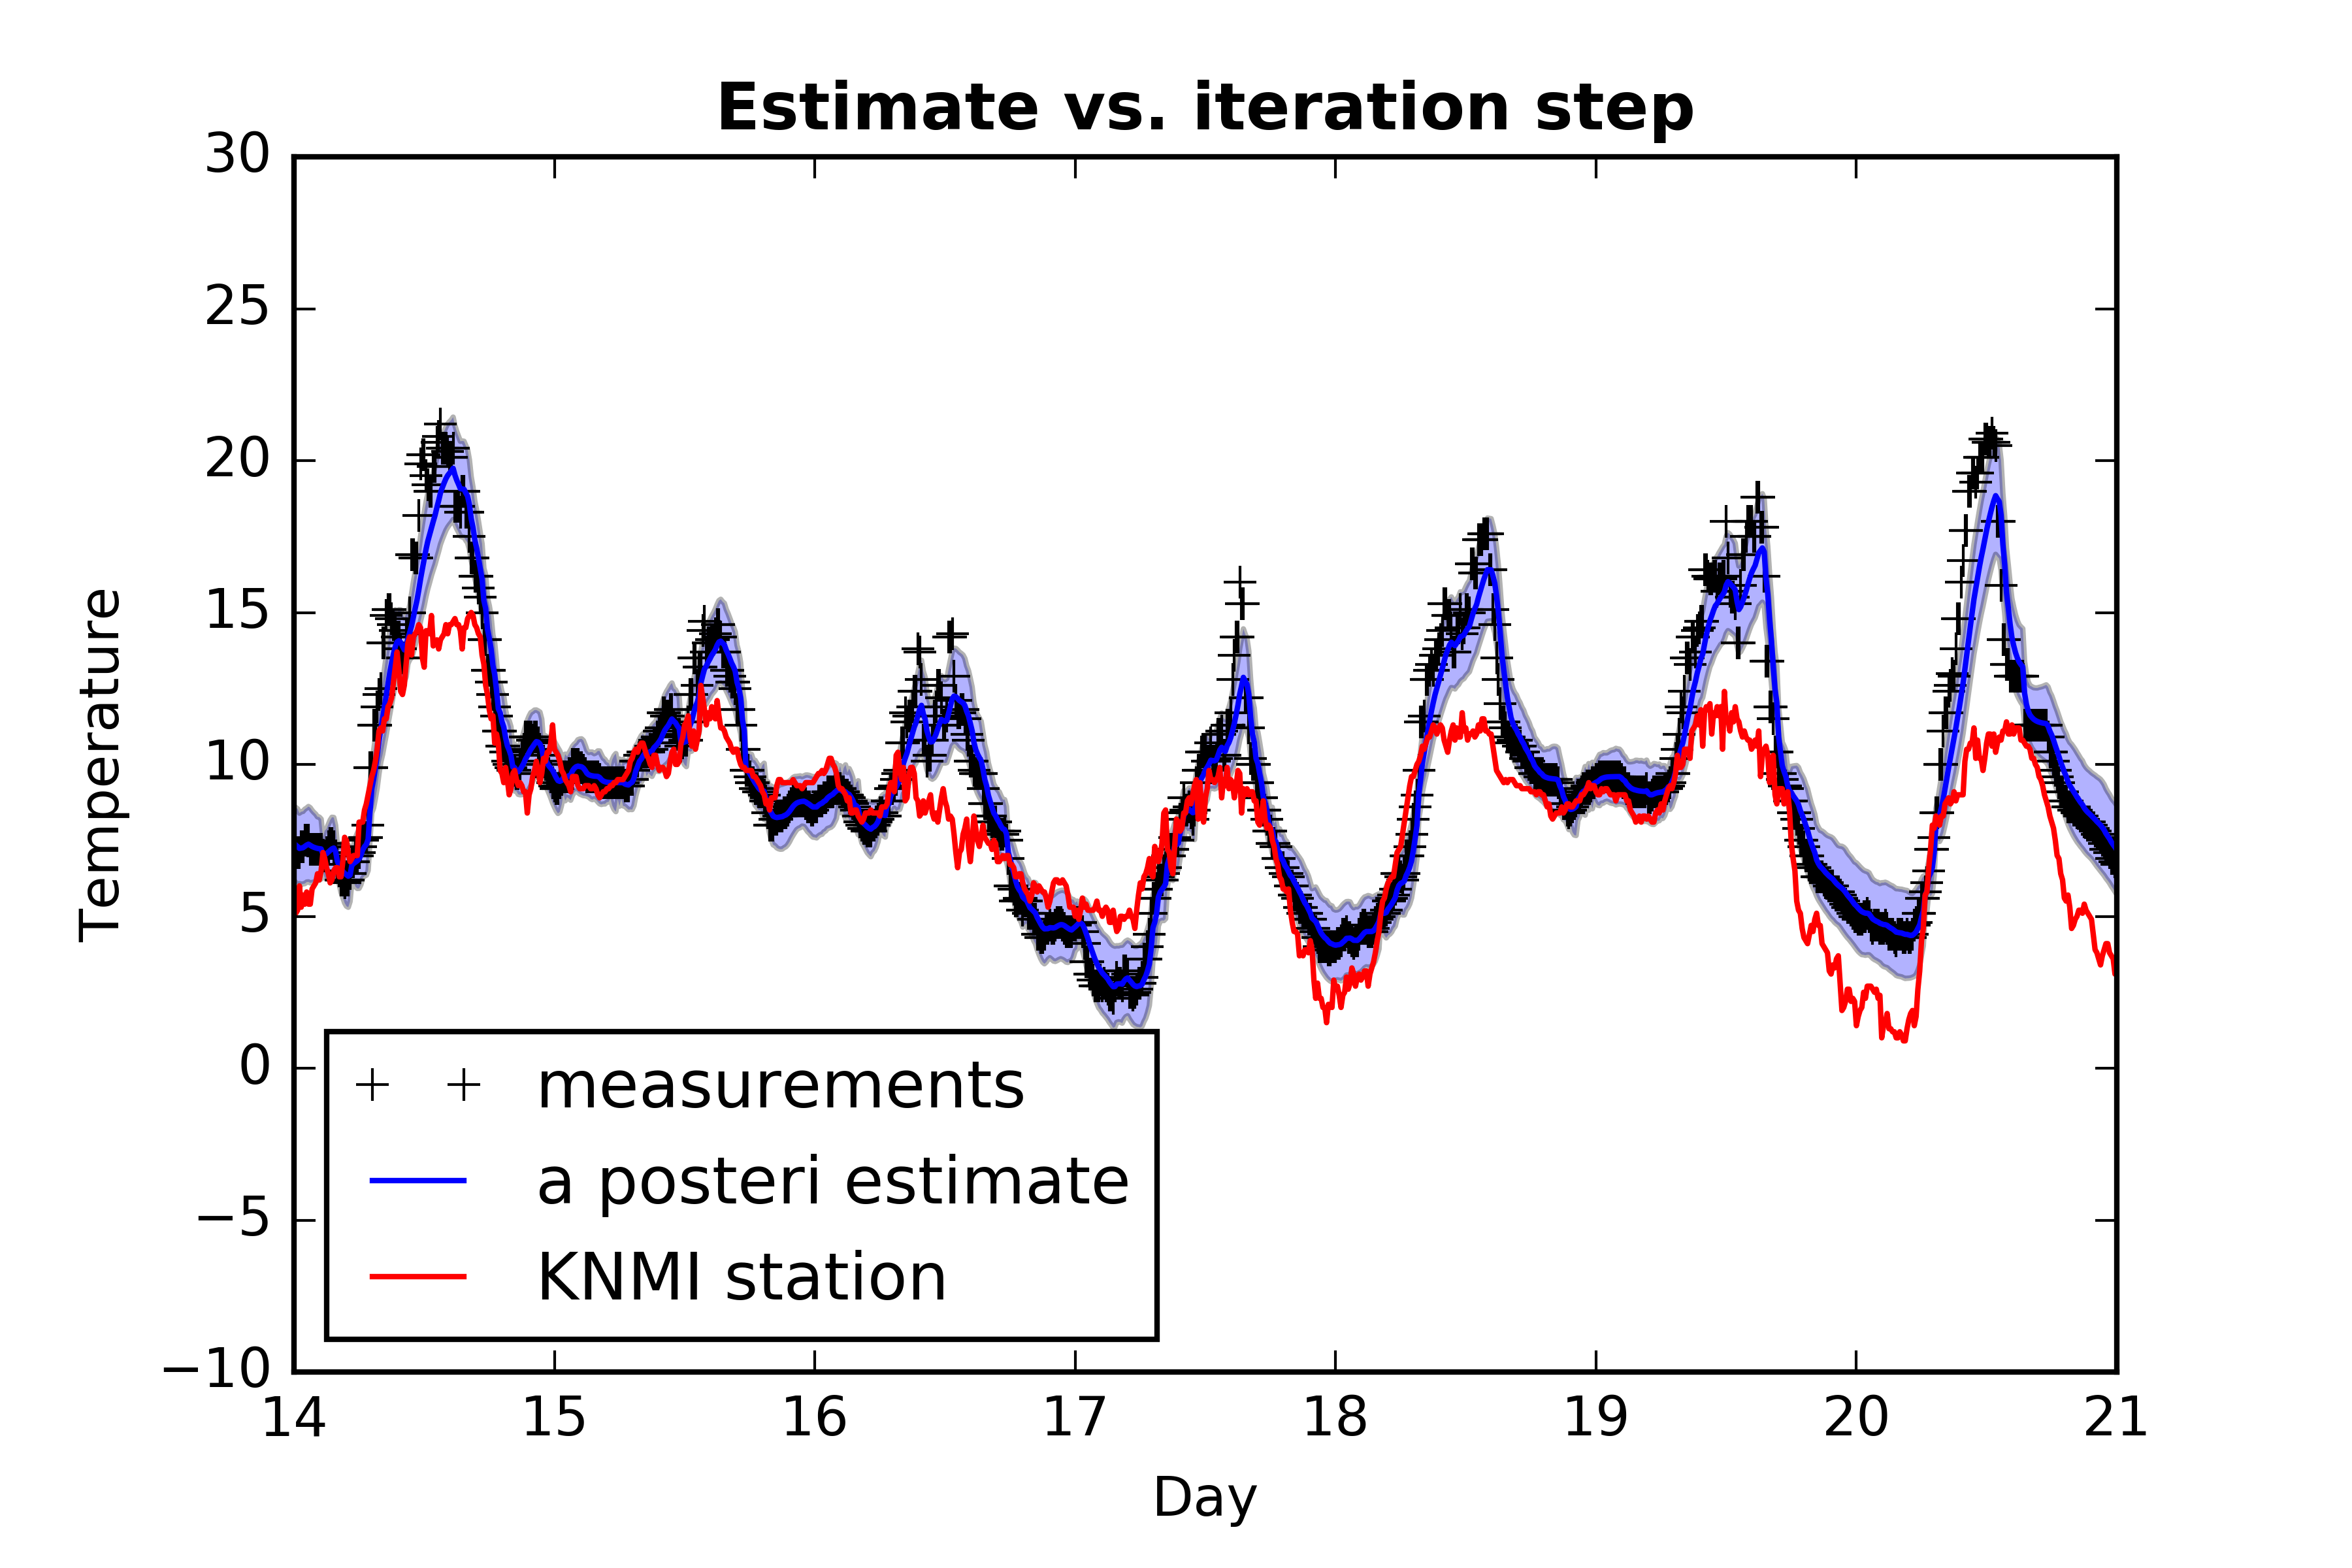 Estimate vs. iteration step
30
25
20
15
10
5
0
−5
−10
Temperature
measurements
a posteri estimate
KNMI station
14 15 16 17 18 19 20 21
Day